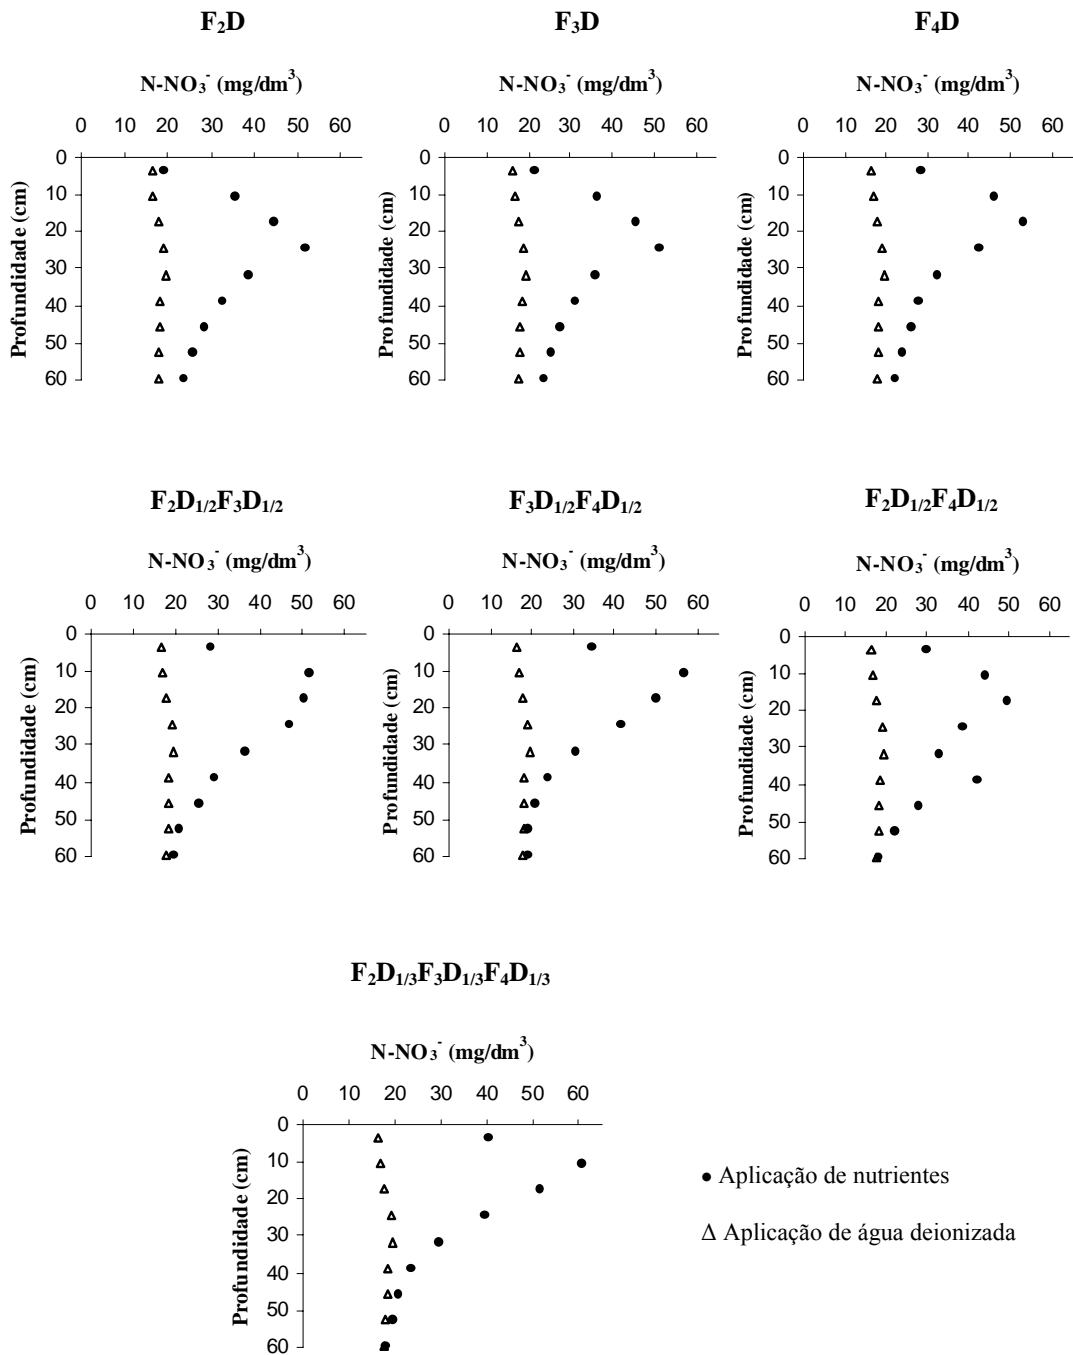 F₂D F₃D F₄D
N-NO₃⁻ (mg/dm³) N-NO₃⁻ (mg/dm³) N-NO₃⁻ (mg/dm³)
0 10 20 30 40 50 60 0 10 20 30 40 50 60 0 10 20 30 40 50 60
Profundidade (cm)
0
10
20
30
40
50
60
Profundidade (cm)
0
10
20
30
40
50
60
Profundidade (cm)
0
10
20
30
40
50
60
F₂D₁/₂F₃D₁/₂ F₃D₁/₂F₄D₁/₂ F₂D₁/₂F₄D₁/₂
N-NO₃⁻ (mg/dm³) N-NO₃⁻ (mg/dm³) N-NO₃⁻ (mg/dm³)
0 10 20 30 40 50 60 0 10 20 30 40 50 60 0 10 20 30 40 50 60
Profundidade (cm)
0
10
20
30
40
50
60
Profundidade (cm)
0
10
20
30
40
50
60
Profundidade (cm)
0
10
20
30
40
50
60
F₂D₁/₃F₃D₁/₃F₄D₁/₃
N-NO₃⁻ (mg/dm³)
0 10 20 30 40 50 60
Profundidade (cm)
0
10
20
30
40
50
60
● Aplicação de nutrientes
Δ Aplicação de água deionizada